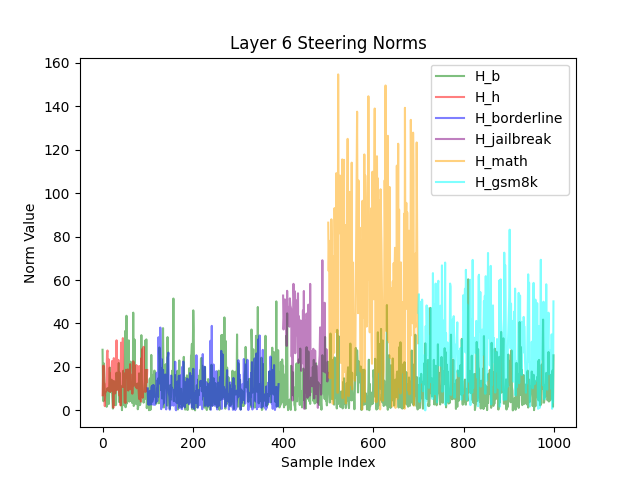 Layer 6 Steering Norms
160
140
120
100
80
60
40
20
0
Norm Value
H_b
H_h
H_borderline
H_jailbreak
H_math
H_gsm8k
0
200
400
600
800
1000
Sample Index